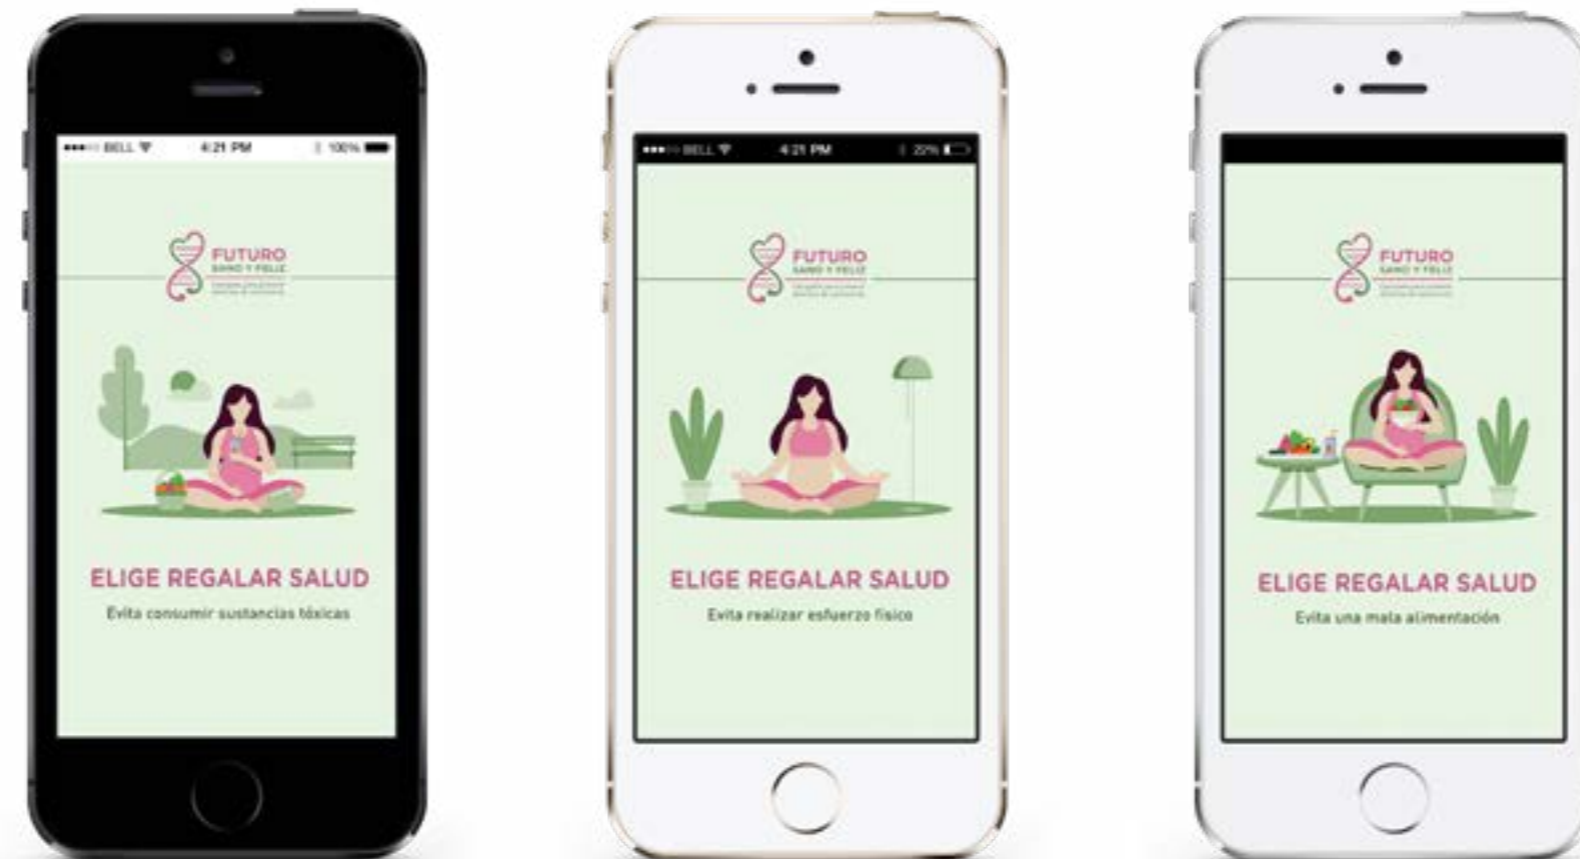 BELL 4:21 PM 100%
FUTURO
SANO Y FELIZ
ELIGE REGALAR SALUD
Evita consumir sustancias tóxicas
BELL 4:21 PM 22%
FUTURO
SANO Y FELIZ
ELIGE REGALAR SALUD
Evita realizar esfuerzo físico
FUTURO
SANO Y FELIZ
ELIGE REGALAR SALUD
Evita una mala alimentación